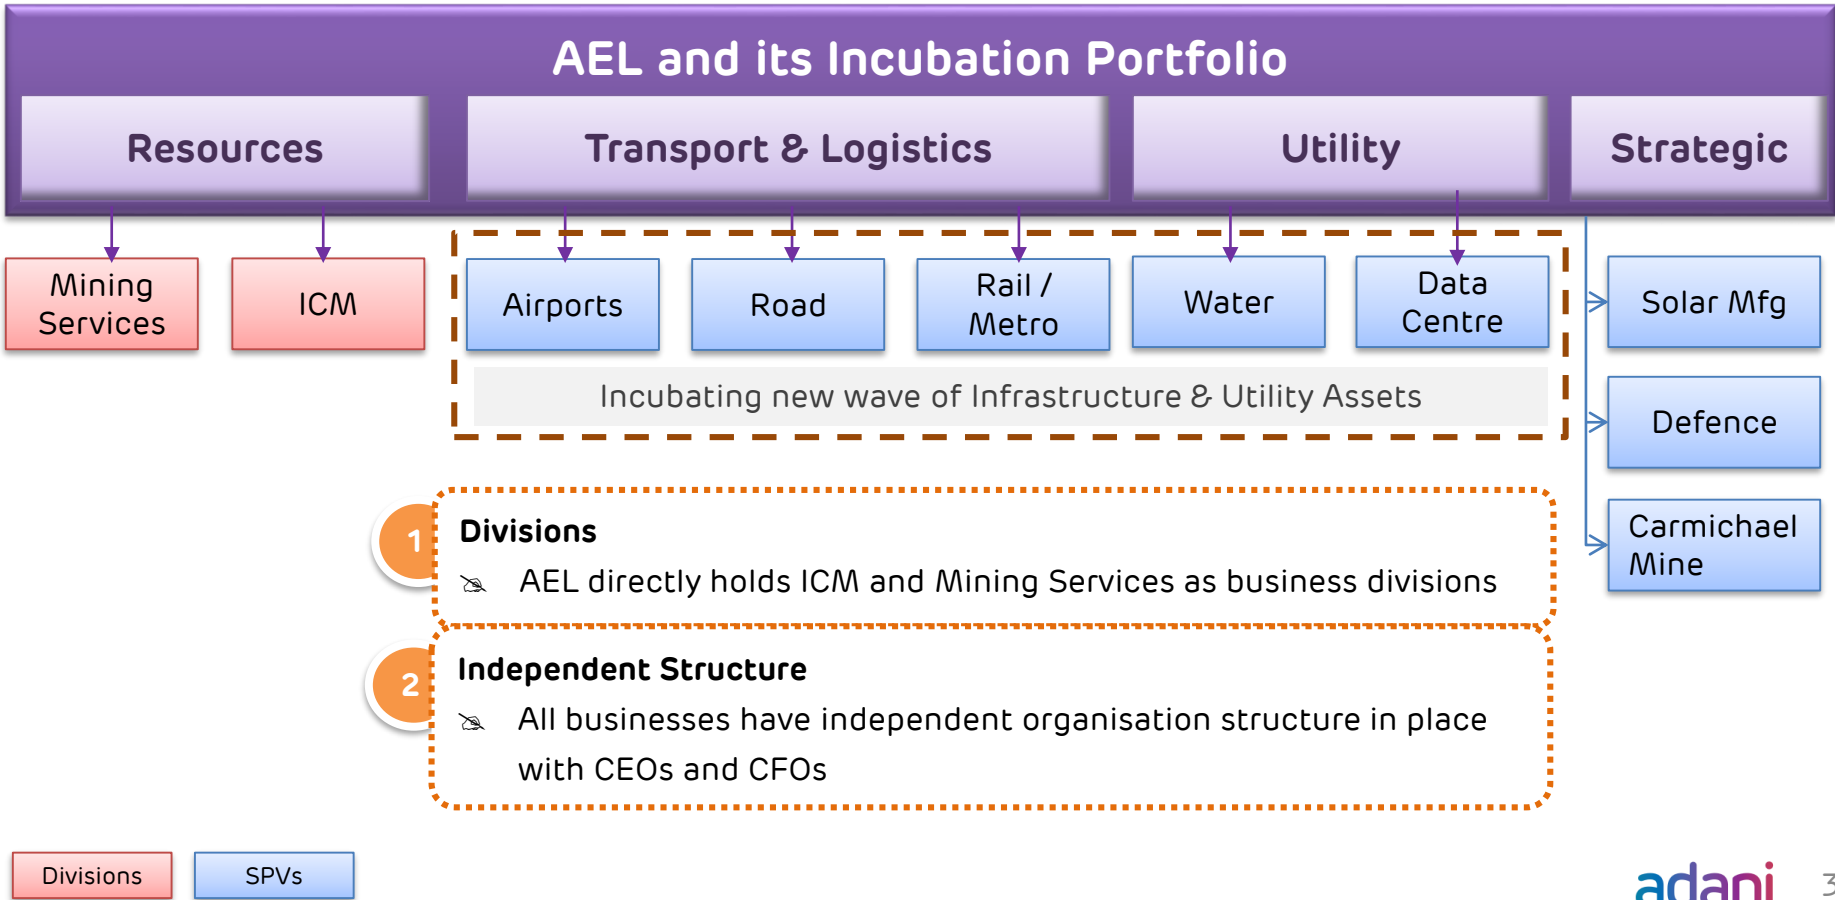 AEL and its Incubation Portfolio
Resources
Transport & Logistics
Utility
Strategic
Mining
Services
ICM
Airports
Road
Rail /
Metro
Water
Data
Centre
Solar Mfg
Incubating new wave of Infrastructure & Utility Assets
Defence
Carmichael
Mine
1
Divisions
AEL directly holds ICM and Mining Services as business divisions
2
Independent Structure
All businesses have independent organisation structure in place
with CEOs and CFOs
Divisions
SPVs
adani